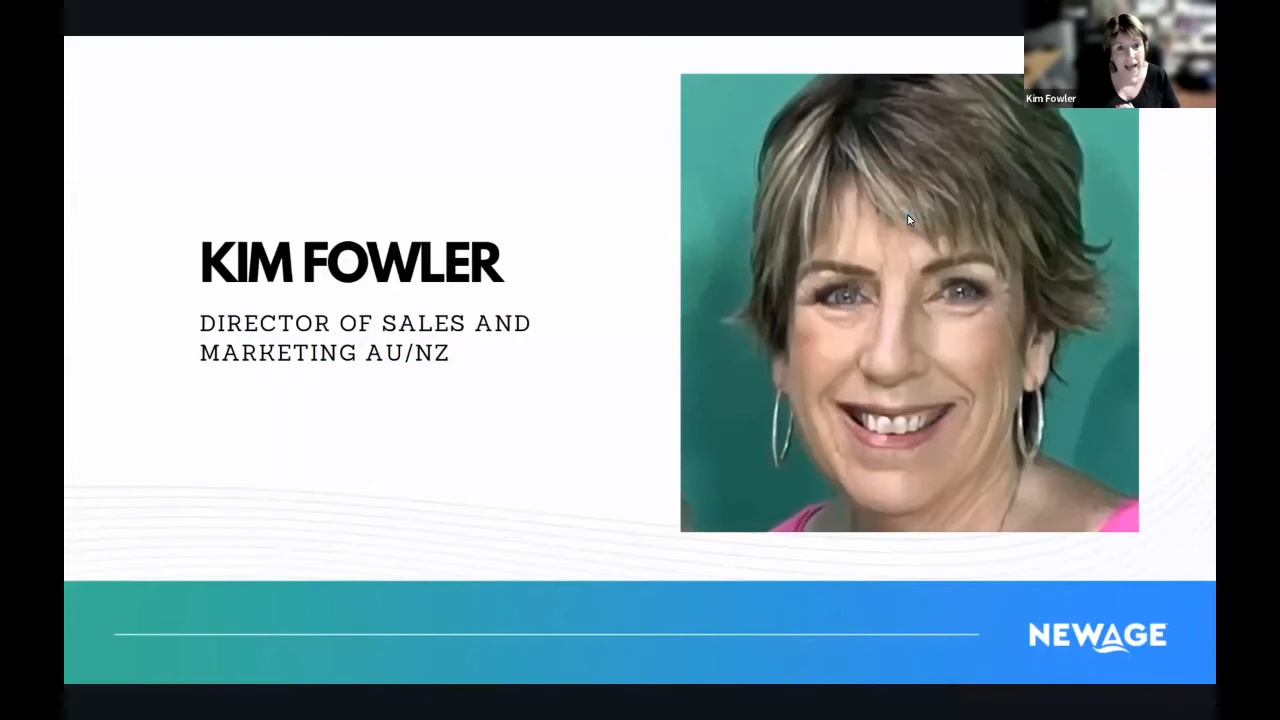 Kim Fowler
KIM FOWLER
DIRECTOR OF SALES AND
MARKETING AU/NZ
NEWAGE